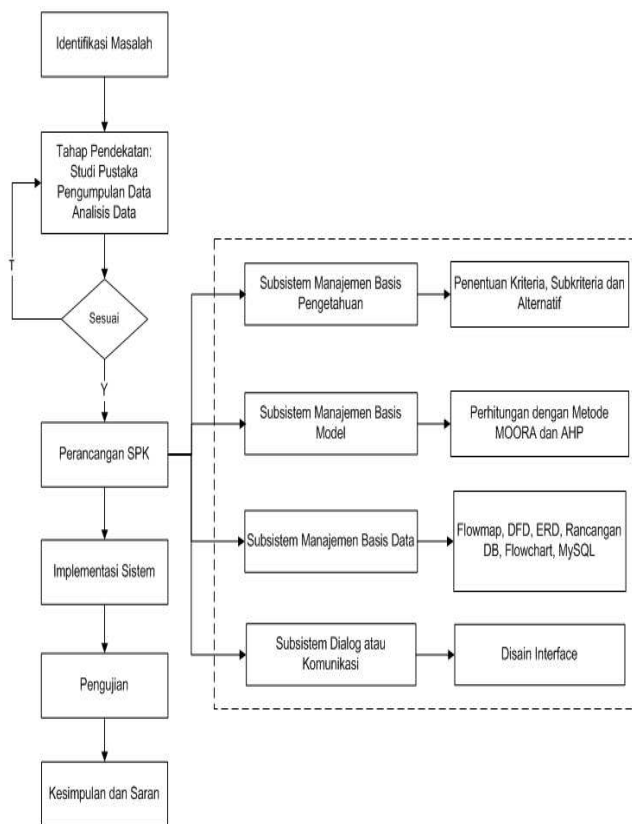 Identifikasi Masalah
Tahap Pendekatan:
Studi Pustaka
Pengumpulan Data
Analisis Data
T
Sesuai
Y
Perancangan SPK
Implementasi Sistem
Pengujian
Kesimpulan dan Saran
Subsistem Manajemen Basis
Pengetahuan
Penentuan Kriteria, Subkriteria dan
Alternatif
Subsistem Manajemen Basis
Model
Perhitungan dengan Metode
MOORA dan AHP
Subsistem Manajemen Basis Data
Flowmap, DFD, ERD, Rancangan
DB, Flowchart, MySQL
Subsistem Dialog atau
Komunikasi
Disain Interface